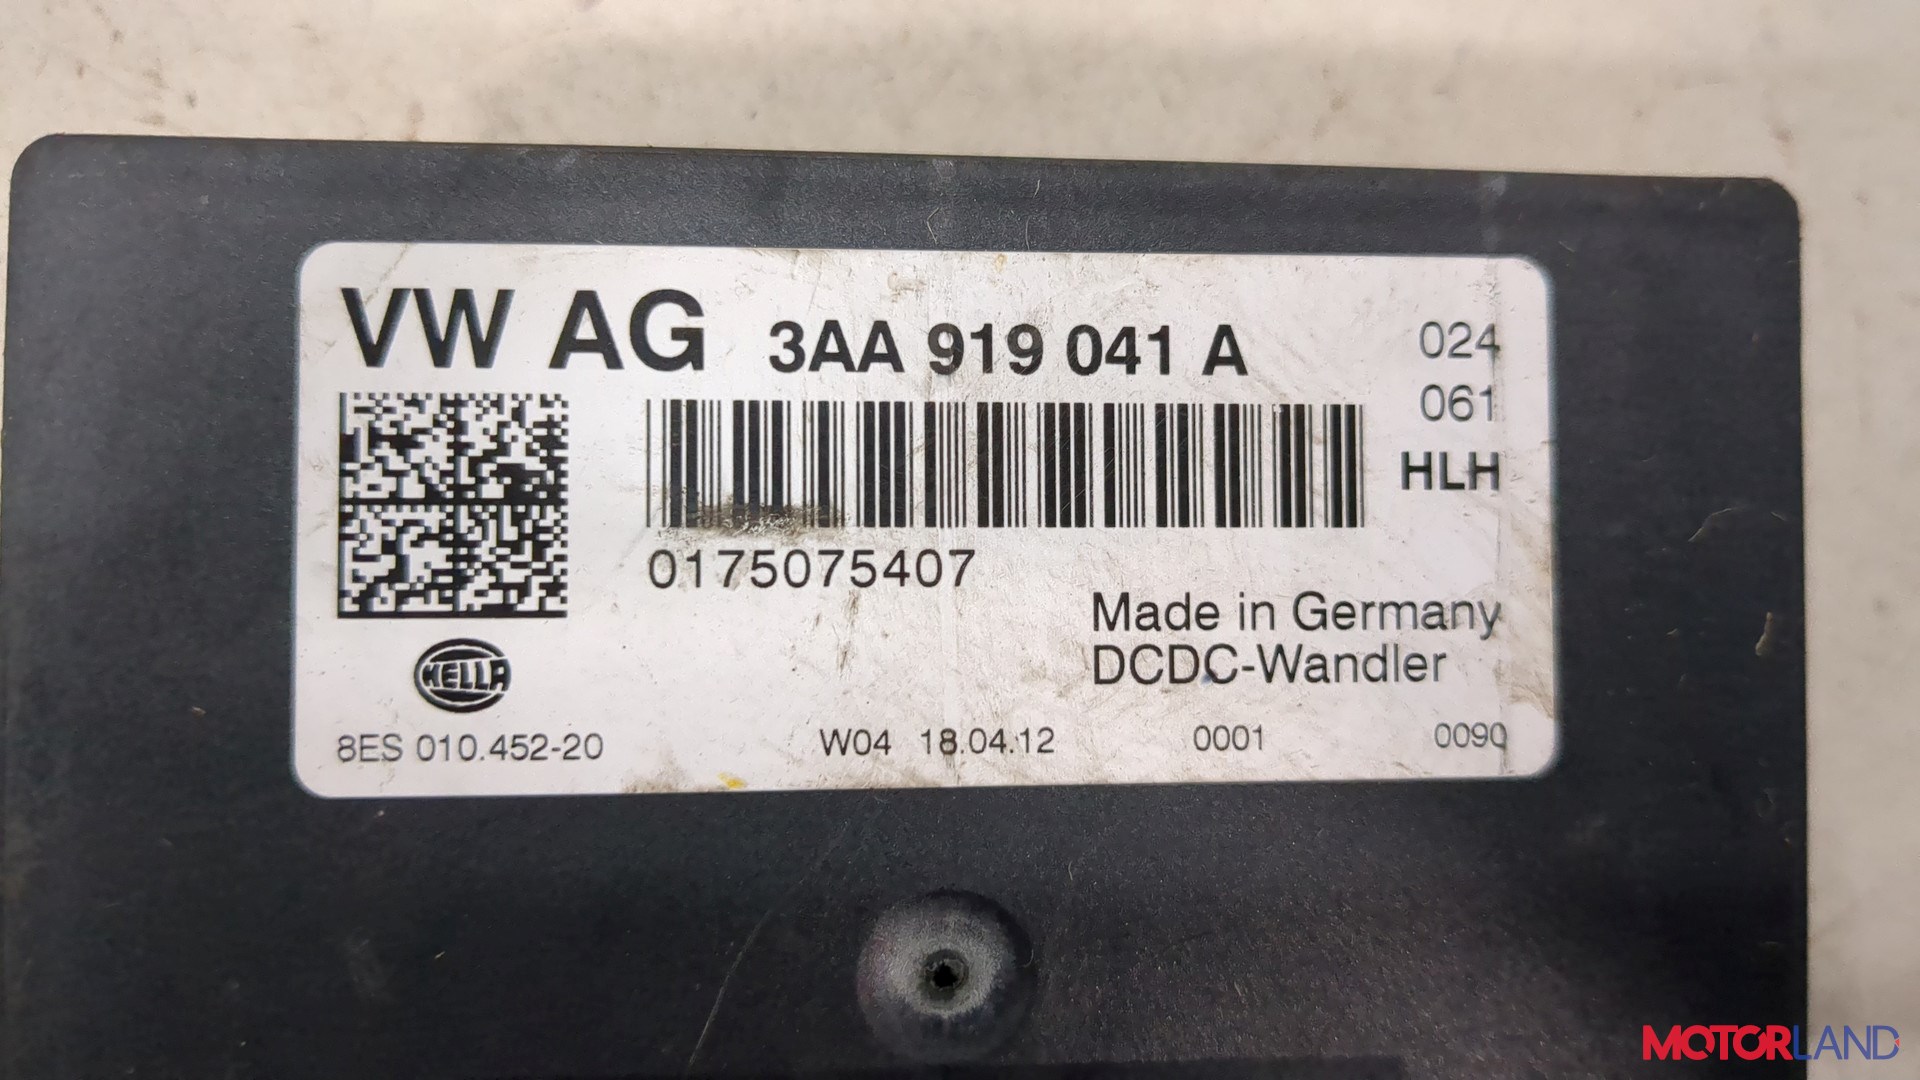 VW AG 3AA 919 041 A 024
061
HLH
0175075407
Made in Germany
DCDC-Wandler
HELLA
8ES 010.452-20 W04 18.04.12 0001 0090
MOTORLAND